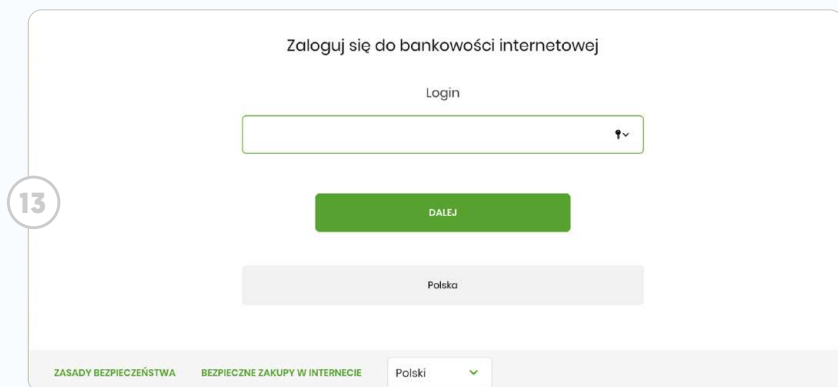 Zaloguj się do bankowości internetowej
Login
13
DALEJ
Polska
ZASADY BEZPIECZEŃSTWA BEZPIECZNE ZAKUPY W INTERNECIE Polski